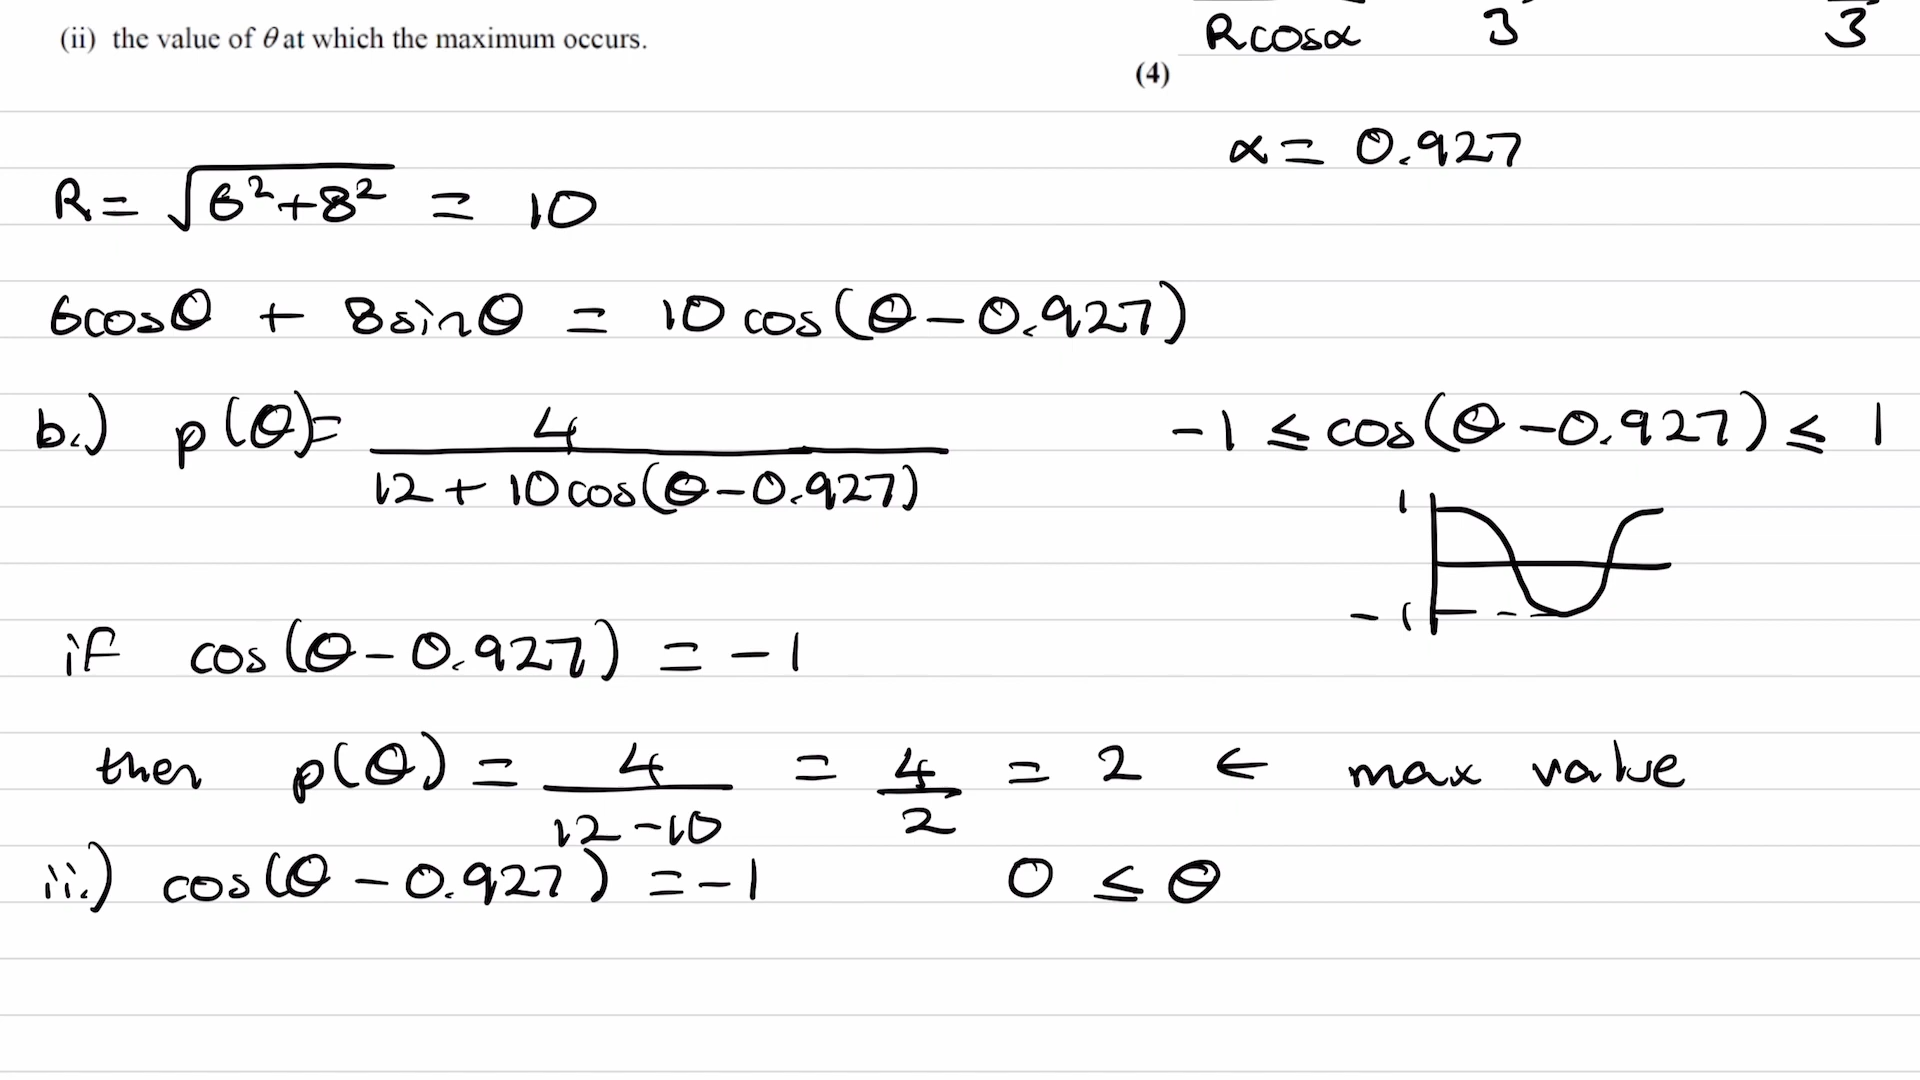 (ii) the value of θ at which the maximum occurs.
Rcosα 3 3
(4)
α = 0.927
R = √6²+8² = 10
6cosθ + 8sinθ = 10cos(θ-0.927)
b.) p(θ)= 4
12 + 10cos(θ-0.927)
-1 ≤ cos(θ-0.927) ≤ 1
1
-1
if cos(θ-0.927) = -1
then p(θ) = 4 = 4 = 2 ← max value
12-10 2
ii.) cos(θ-0.927) = -1 0 ≤ θ